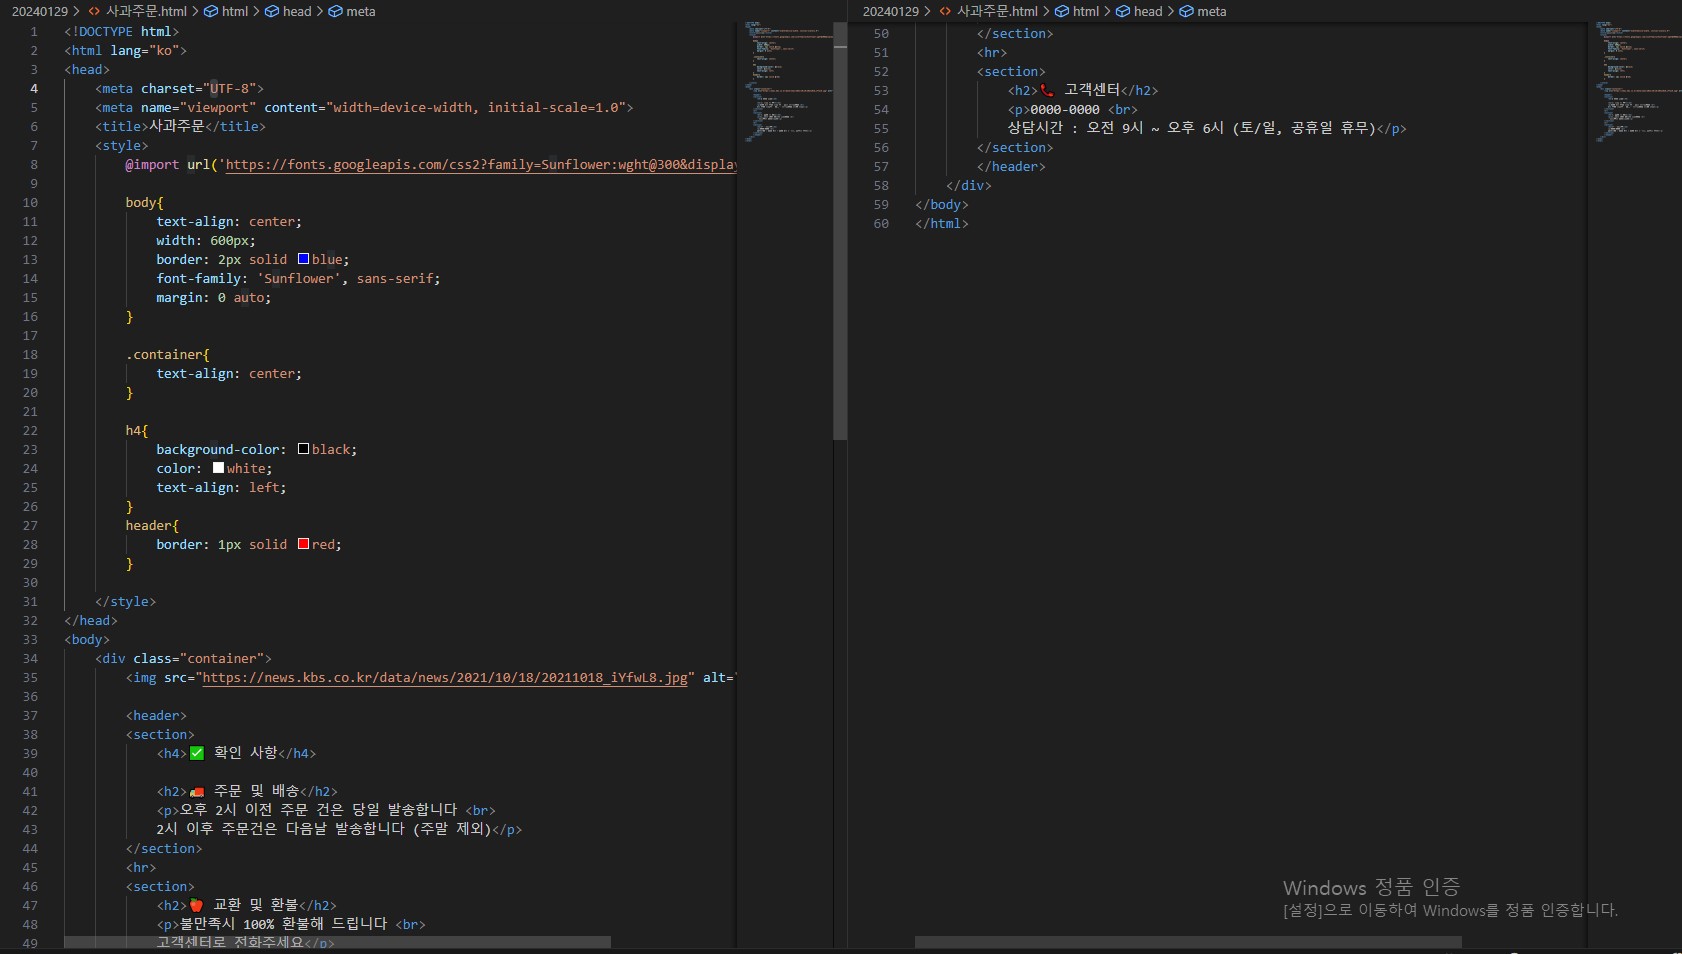 20240129 > <> 사과주문.html > html > head > meta
1 <!DOCTYPE html>
2 <html lang="ko">
3 <head>
4 <meta charset="UTF-8">
5 <meta name="viewport" content="width=device-width, initial-scale=1.0">
6 <title>사과주문</title>
7 <style>
8 @import url('https://fonts.googleapis.com/css2?family=Sunflower:wght@300&display
9
10 body{
11 text-align: center;
12 width: 600px;
13 border: 2px solid blue;
14 font-family: 'Sunflower', sans-serif;
15 margin: 0 auto;
16 }
17
18 .container{
19 text-align: center;
20 }
21
22 h4{
23 background-color: black;
24 color: white;
25 text-align: left;
26 }
27 header{
28 border: 1px solid red;
29 }
30
31 </style>
32 </head>
33 <body>
34 <div class="container">
35 <img src="https://news.kbs.co.kr/data/news/2021/10/18/20211018_iYfwL8.jpg" alt="
36
37 <header>
38 <section>
39 <h4>✅ 확인 사항</h4>
40
41 <h2>🚚 주문 및 배송</h2>
42 <p>오후 2시 이전 주문 건은 당일 발송합니다 <br>
43 2시 이후 주문건은 다음날 발송합니다 (주말 제외)</p>
44 </section>
45 <hr>
46 <section>
47 <h2>🍎 교환 및 환불</h2>
48 <p>불만족시 100% 환불해 드립니다 <br>
49 고객센터로 전화주세요</p>
20240129 > <> 사과주문.html > html > head > meta
50 </section>
51 <hr>
52 <section>
53 <h2>📞 고객센터</h2>
54 <p>0000-0000 <br>
55 상담시간 : 오전 9시 ~ 오후 6시 (토/일, 공휴일 휴무)</p>
56 </section>
57 </header>
58 </div>
59 </body>
60 </html>
Windows 정품 인증
[설정]으로 이동하여 Windows를 정품 인증합니다.